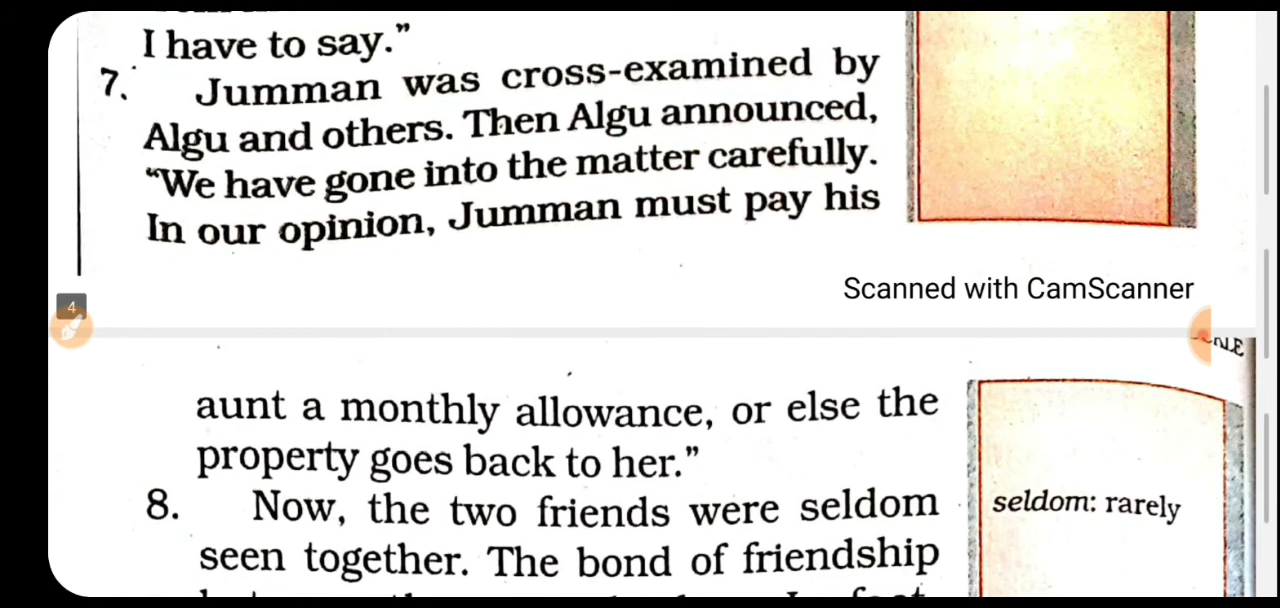 I have to say."
7. Jumman was cross-examined by
Algu and others. Then Algu announced,
"We have gone into the matter carefully.
In our opinion, Jumman must pay his
Scanned with CamScanner
4
aunt a monthly allowance, or else the
property goes back to her."
8. Now, the two friends were seldom
seldom: rarely
seen together. The bond of friendship